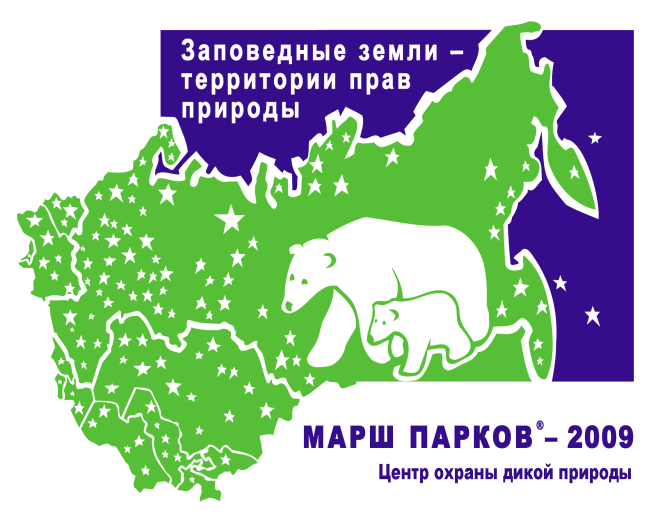 Заповедные земли –
территории прав
природы
МАРШ ПАРКОВ® – 2009
Центр охраны дикой природы